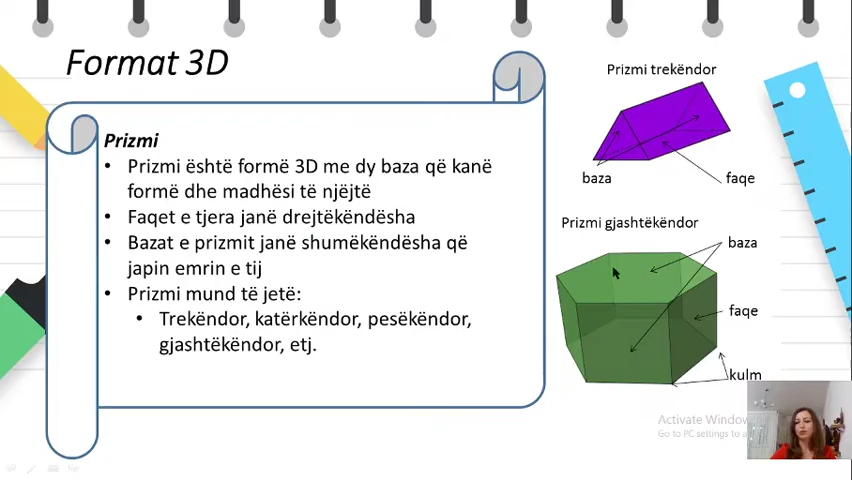 Format 3D
Prizmi
• Prizmi është formë 3D me dy baza që kanë
formë dhe madhësi të njëjtë
• Faqet e tjera janë drejtëkëndësha
• Bazat e prizmit janë shumëkëndësha që
japin emrin e tij
• Prizmi mund të jetë:
• Trekëndor, katërkëndor, pesëkëndor,
gjashtëkëndor, etj.
Prizmi trekëndor
baza
faqe
Prizmi gjashtëkëndor
baza
faqe
kulm
Activate Window
Go to PC settings to a